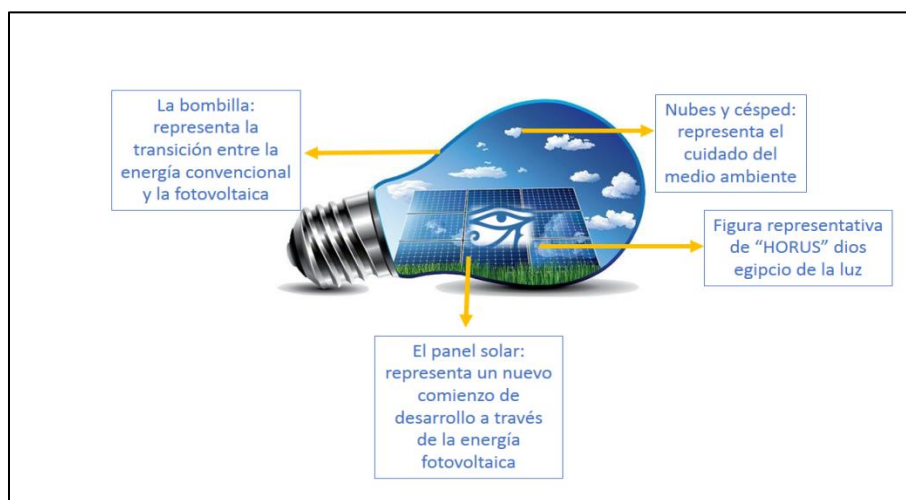 La bombilla:
representa la
transición entre la
energía convencional
y la fotovoltaica
Nubes y césped:
representa el
cuidado del
medio ambiente
Figura representativa
de “HORUS” dios
egipcio de la luz
El panel solar:
representa un nuevo
comienzo de
desarrollo a través
de la energía
fotovoltaica